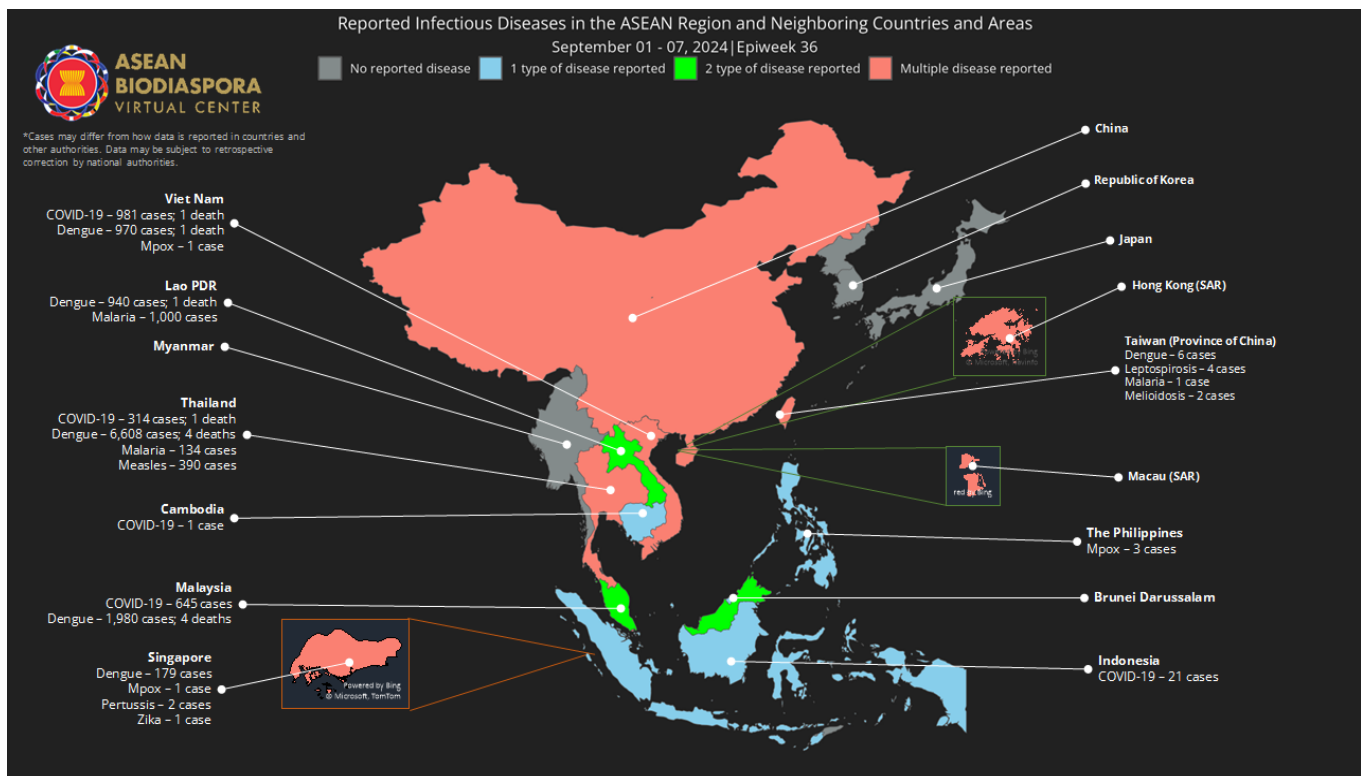 Reported Infectious Diseases in the ASEAN Region and Neighboring Countries and Areas
September 01 - 07, 2024|Epiweek 36
No reported disease
1 type of disease reported
2 type of disease reported
Multiple disease reported
ASEAN
BIODIASPORA
VIRTUAL CENTER
*Cases may differ from how data is reported in countries and
other authorities. Data may be subject to retrospective
correction by national authorities.
Viet Nam
COVID-19 – 981 cases; 1 death
Dengue – 970 cases; 1 death
Mpox – 1 case
Lao PDR
Dengue – 940 cases; 1 death
Malaria – 1,000 cases
Myanmar
Thailand
COVID-19 – 314 cases; 1 death
Dengue – 6,608 cases; 4 deaths
Malaria – 134 cases
Measles – 390 cases
Cambodia
COVID-19 – 1 case
Malaysia
COVID-19 – 645 cases
Dengue – 1,980 cases; 4 deaths
Singapore
Dengue – 179 cases
Mpox – 1 case
Pertussis – 2 cases
Zika – 1 case
Powered by Bing
© Microsoft, TomTom
China
Republic of Korea
Japan
Hong Kong (SAR)
Powered by Bing
© Microsoft, TomTom
Taiwan (Province of China)
Dengue – 6 cases
Leptospirosis – 4 cases
Malaria – 1 case
Melioidosis – 2 cases
Macau (SAR)
red by Bing
The Philippines
Mpox – 3 cases
Brunei Darussalam
Indonesia
COVID-19 – 21 cases